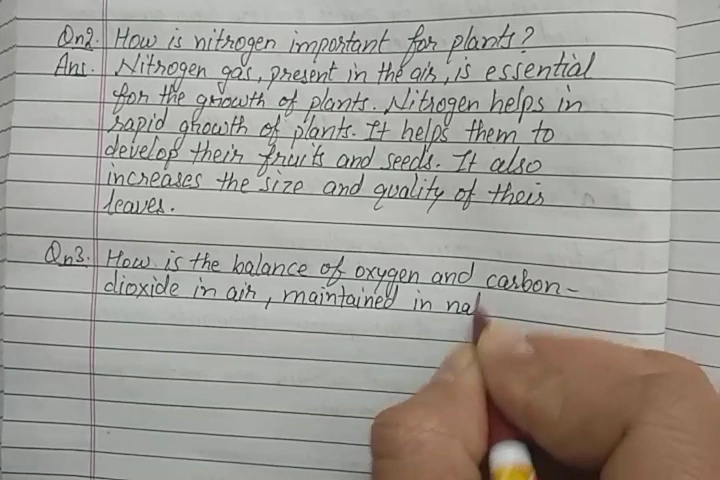 Qn2. How is nitrogen important for plants?
Ans. Nitrogen gas, present in the air, is essential
for the growth of plants. Nitrogen helps in
rapid growth of plants. It helps them to
develop their fruits and seeds. It also
increases the size and quality of their
leaves.
Qn3. How is the balance of oxygen and carbon-
dioxide in air, maintained in na